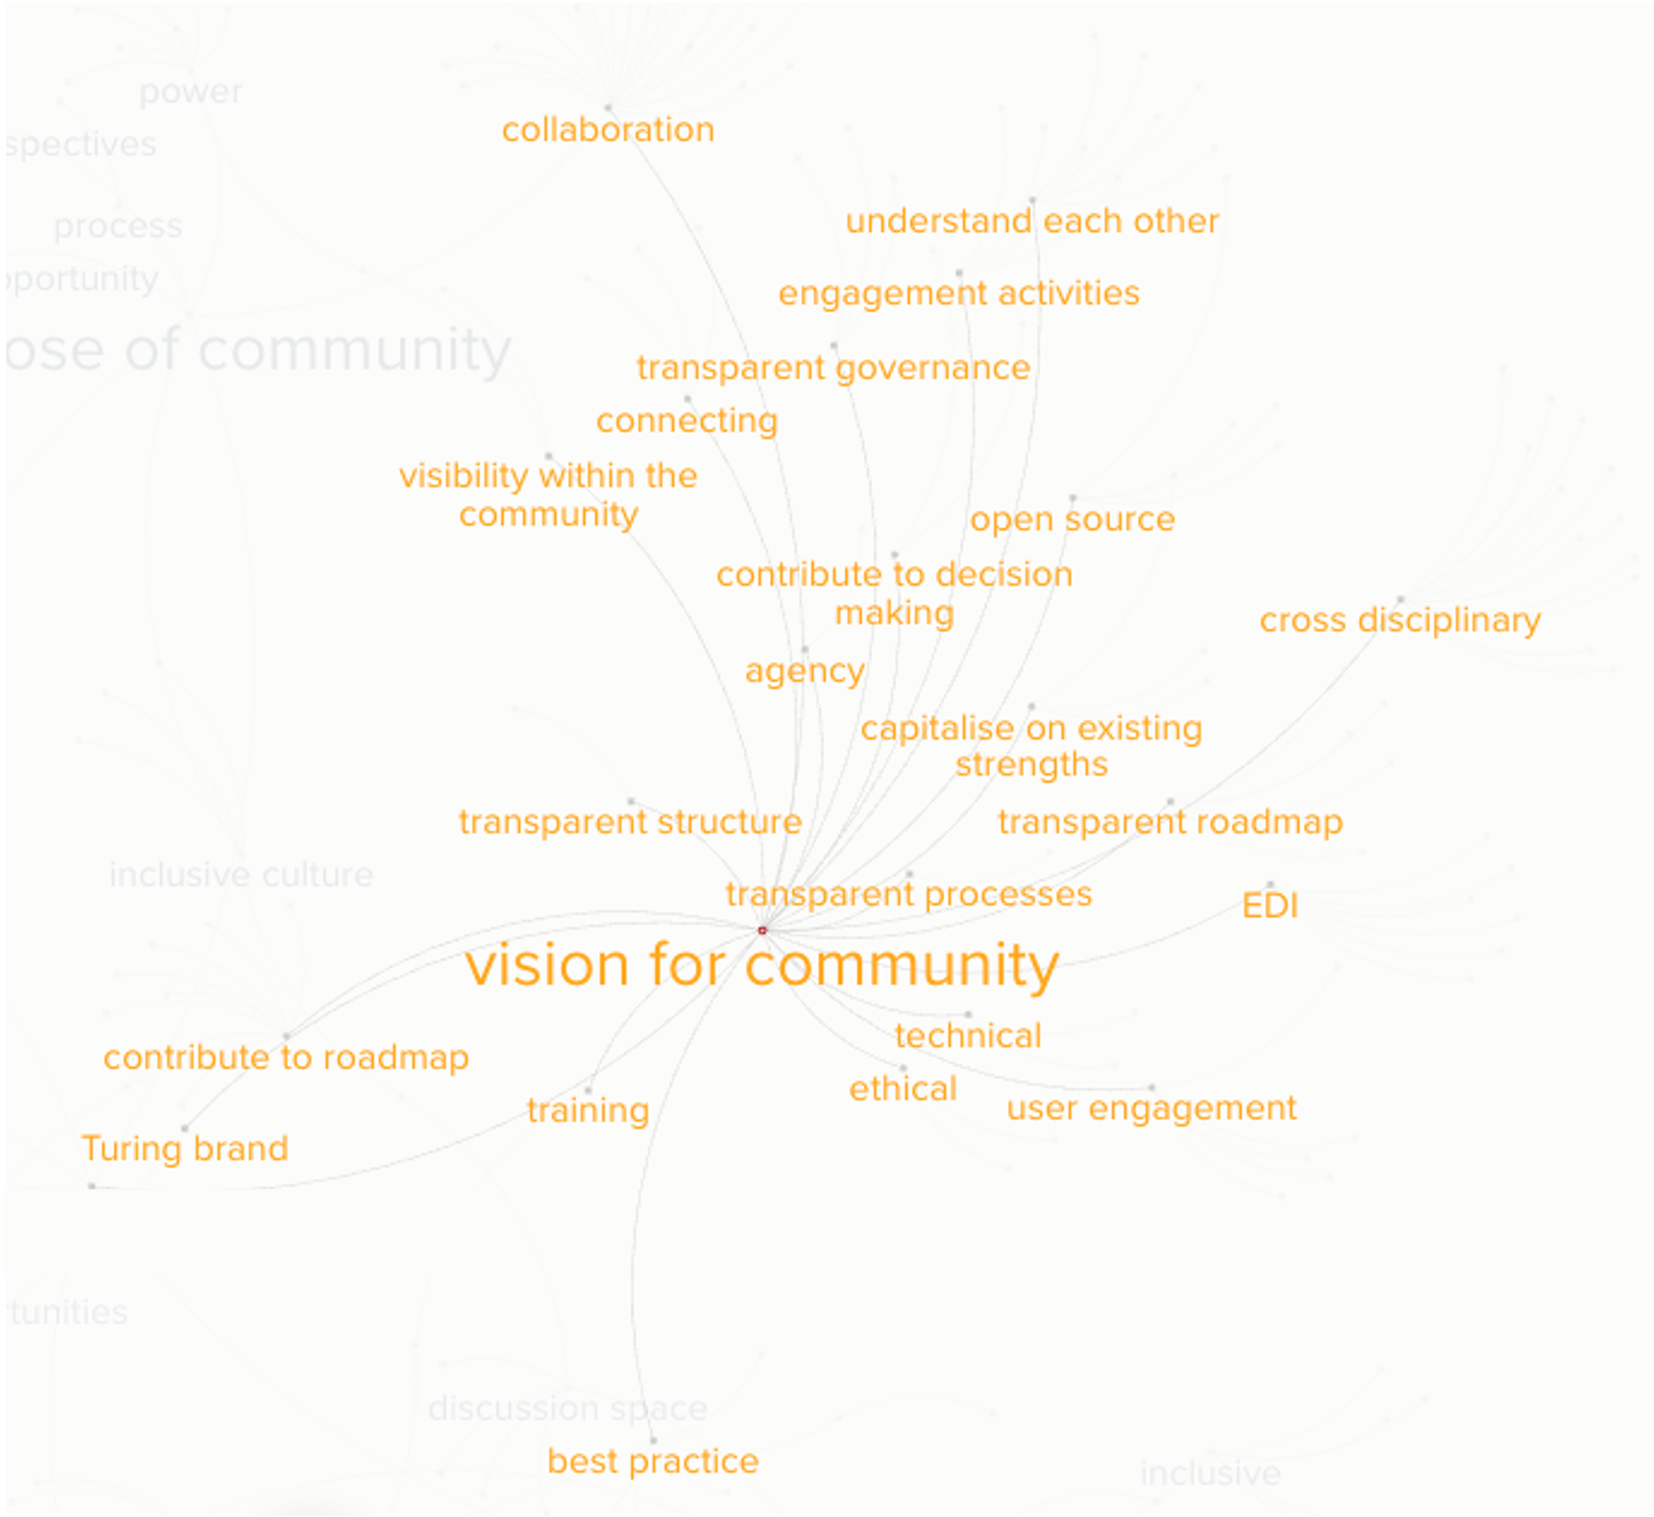 power
collaboration
spectives
understand each other
process
pportunity
engagement activities
ose of community
transparent governance
connecting
visibility within the
community
open source
contribute to decision
making
cross disciplinary
agency
capitalise on existing
strengths
transparent structure
transparent roadmap
inclusive culture
transparent processes
EDI
vision for community
technical
contribute to roadmap
ethical
training
user engagement
Turing brand
rtunities
discussion space
best practice
inclusive